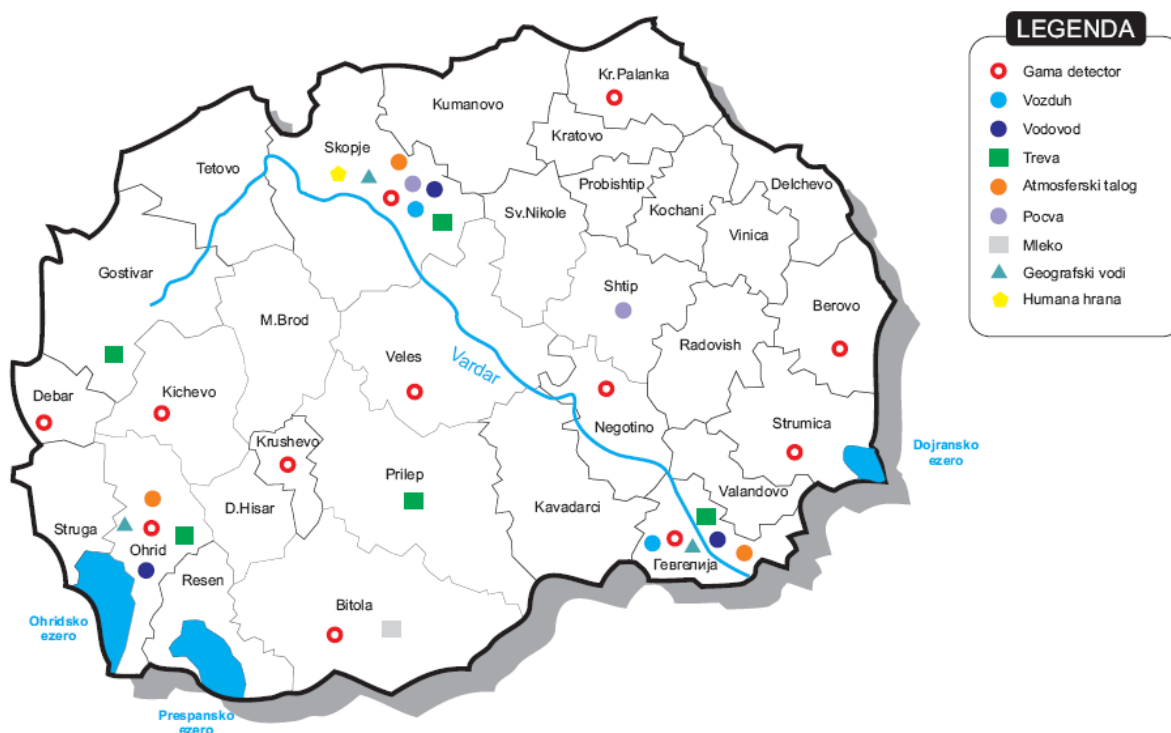 LEGENDA
Gama detector
Vozduh
Vodovod
Treva
Atmosferski talog
Pocva
Mleko
Geografski vodi
Humana hrana
Kr.Palanka
Kumanovo
Kratovo
Skopje
Tetovo
Probishtip
Delchevo
Sv.Nikole
Kochani
Vinica
Gostivar
Shtip
Berovo
M.Brod
Radovish
Veles
Vardar
Debar
Kichevo
Strumica
Negotino
Krushevo
Dojransko
ezero
Prilep
Valandovo
Kavadarci
D.Hisar
Struga
Ohrid
Гевгелија
Resen
Bitola
Ohridsko
ezero
Prespansko
ezero